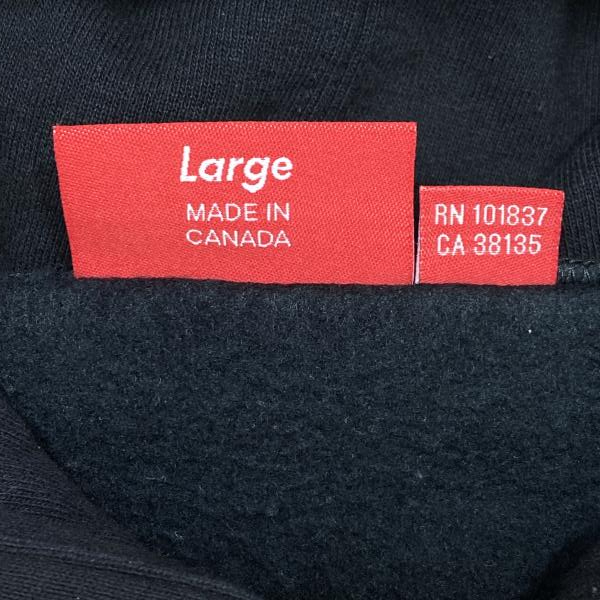 Large
MADE IN
CANADA
RN 101837
CA 38135